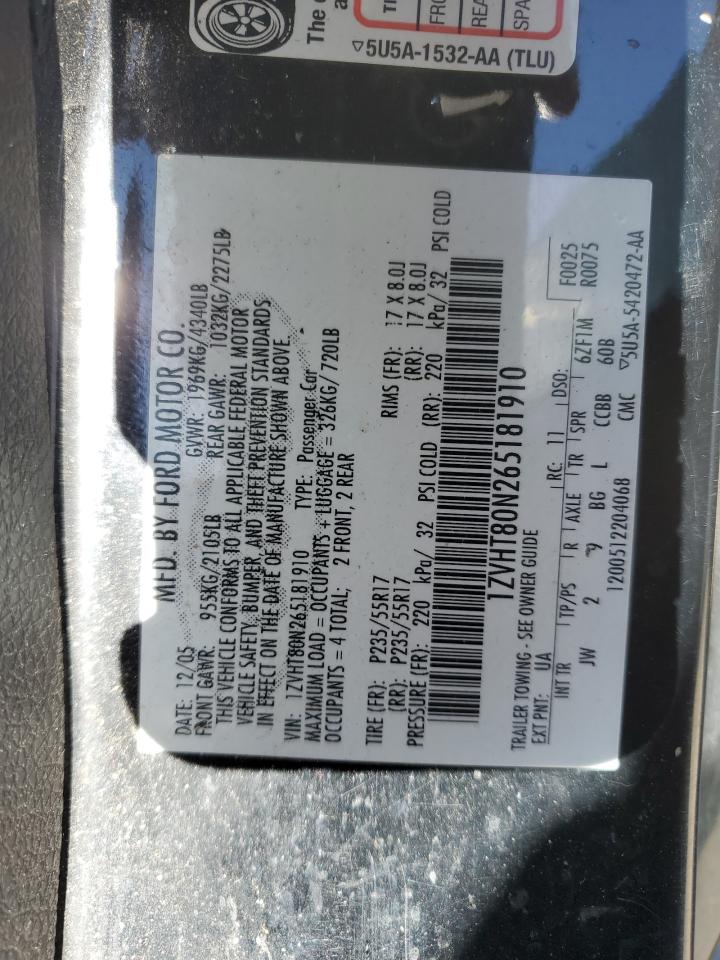 The
TI
FRO
REA
SPA
▽5U5A-1532-AA (TLU)
MFD. BY FORD MOTOR CO.
DATE: 12/05 GVWR: 1969KG/4340LB
FRONT GAWR: 955KG/2105LB REAR GAWR: 1032KG/2275LB
THIS VEHICLE CONFORMS TO ALL APPLICABLE FEDERAL MOTOR
VEHICLE SAFETY, BUMPER, AND THEFT PREVENTION STANDARDS
IN EFFECT ON THE DATE OF MANUFACTURE SHOWN ABOVE.
VIN: 1ZVHT80N265181910 TYPE: Passenger Car
MAXIMUM LOAD = OCCUPANTS + LUGGAGE = 326KG/720LB
OCCUPANTS = 4 TOTAL; 2 FRONT, 2 REAR
TIRE (FR): P235/55R17 RIMS (FR): 17 X 8.0J
(RR): P235/55R17 (RR): 17 X 8.0J
PRESSURE (FR): 220 kPa/ 32 PSI COLD (RR): 220 kPa/ 32 PSI COLD
1ZVHT80N265181910
TRAILER TOWING - SEE OWNER GUIDE
EXT PNT: UA RC: 11 DSO: F0025
R0075
INT TR TP/PS R AXLE TR SPR 6ZF1M
JW 2 9 BG L CCBB 60B
1200512204068 CMC ▽5U5A-5420472-AA